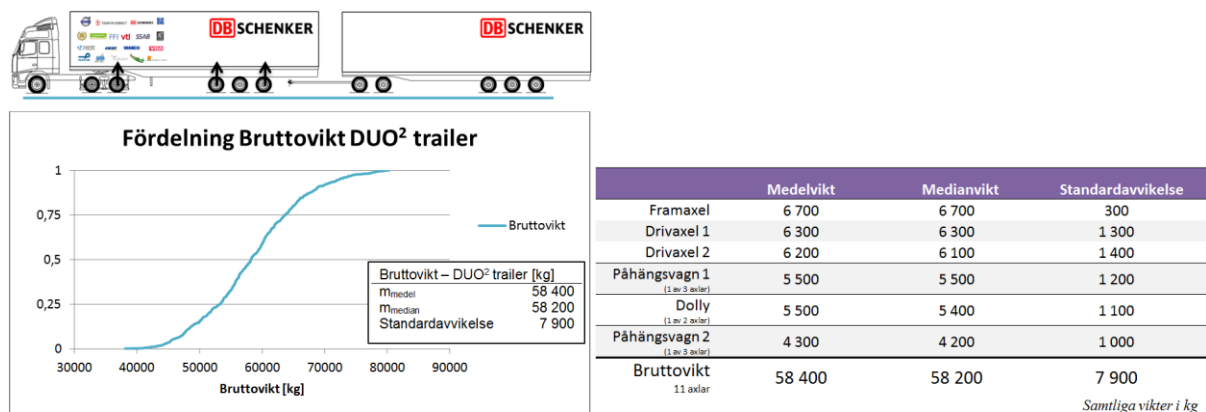 VOLVO
TRAFIKVERKET
SCHENKER
FFI
vti
SSAB
WABCO
VBG
DB SCHENKER
DB SCHENKER
Fördelning Bruttovikt DUO² trailer
1
0,75
0,5
0,25
0
30000 40000 50000 60000 70000 80000 90000
Bruttovikt [kg]
Bruttovikt
Bruttovikt – DUO² trailer [kg]
mmedel 58 400
mmedian 58 200
Standardavvikelse 7 900
Medelvikt Medianvikt Standardavvikelse
Framaxel 6 700 6 700 300
Drivaxel 1 6 300 6 300 1 300
Drivaxel 2 6 200 6 100 1 400
Påhängsvagn 1 5 500 5 500 1 200
(1 av 3 axlar)
Dolly 5 500 5 400 1 100
(1 av 2 axlar)
Påhängsvagn 2 4 300 4 200 1 000
(1 av 3 axlar)
Bruttovikt 58 400 58 200 7 900
11 axlar
Samtliga vikter i kg